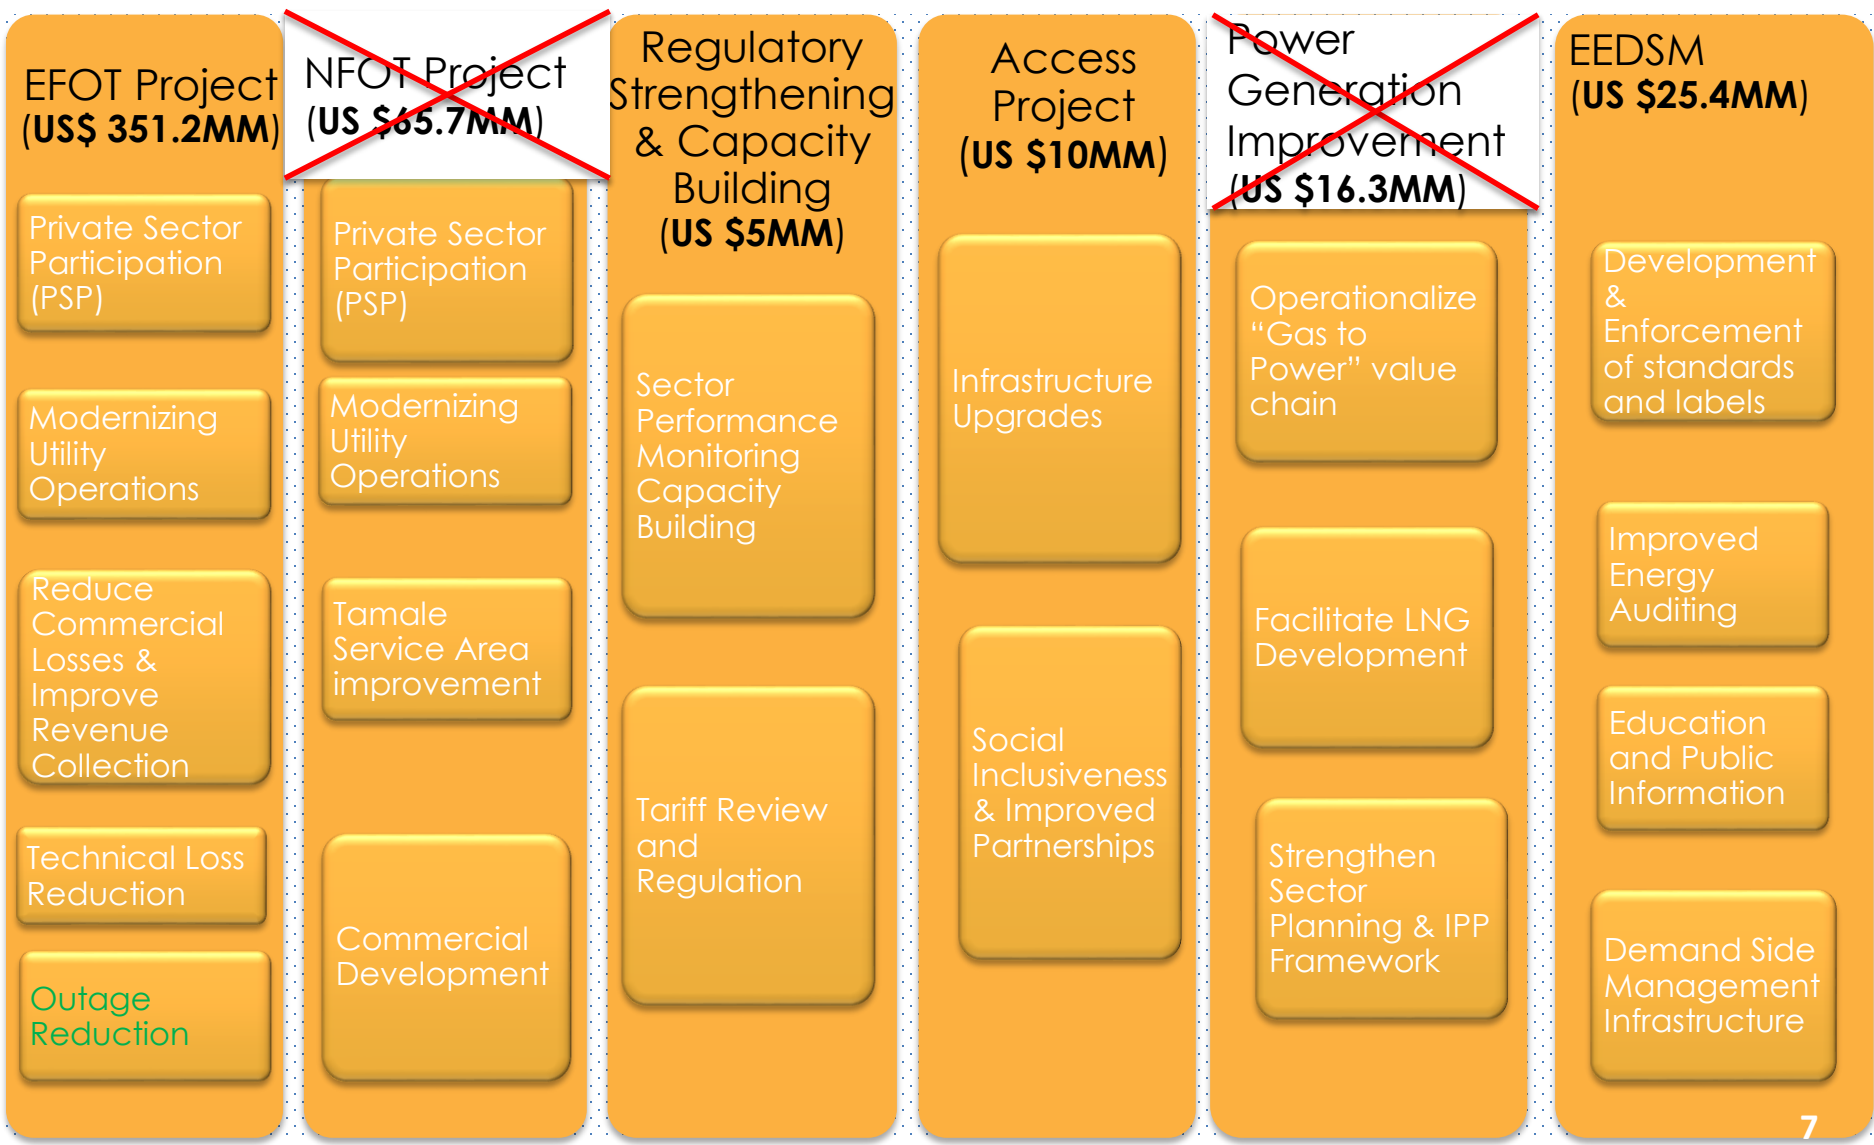 EFOT Project
(US$ 351.2MM)
Private Sector
Participation
(PSP)
Modernizing
Utility
Operations
Reduce
Commercial
Losses &
Improve
Revenue
Collection
Technical Loss
Reduction
Outage
Reduction
NFOT Project
(US $65.7MM)
Private Sector
Participation
(PSP)
Modernizing
Utility
Operations
Tamale
Service Area
improvement
Commercial
Development
Regulatory
Strengthening
& Capacity
Building
(US $5MM)
Sector
Performance
Monitoring
Capacity
Building
Tariff Review
and
Regulation
Access
Project
(US $10MM)
Infrastructure
Upgrades
Social
Inclusiveness
& Improved
Partnerships
Power
Generation
Improvement
(US $16.3MM)
Operationalize
“Gas to
Power” value
chain
Facilitate LNG
Development
Strengthen
Sector
Planning & IPP
Framework
EEDSM
(US $25.4MM)
Development
&
Enforcement
of standards
and labels
Improved
Energy
Auditing
Education
and Public
Information
Demand Side
Management
Infrastructure
7